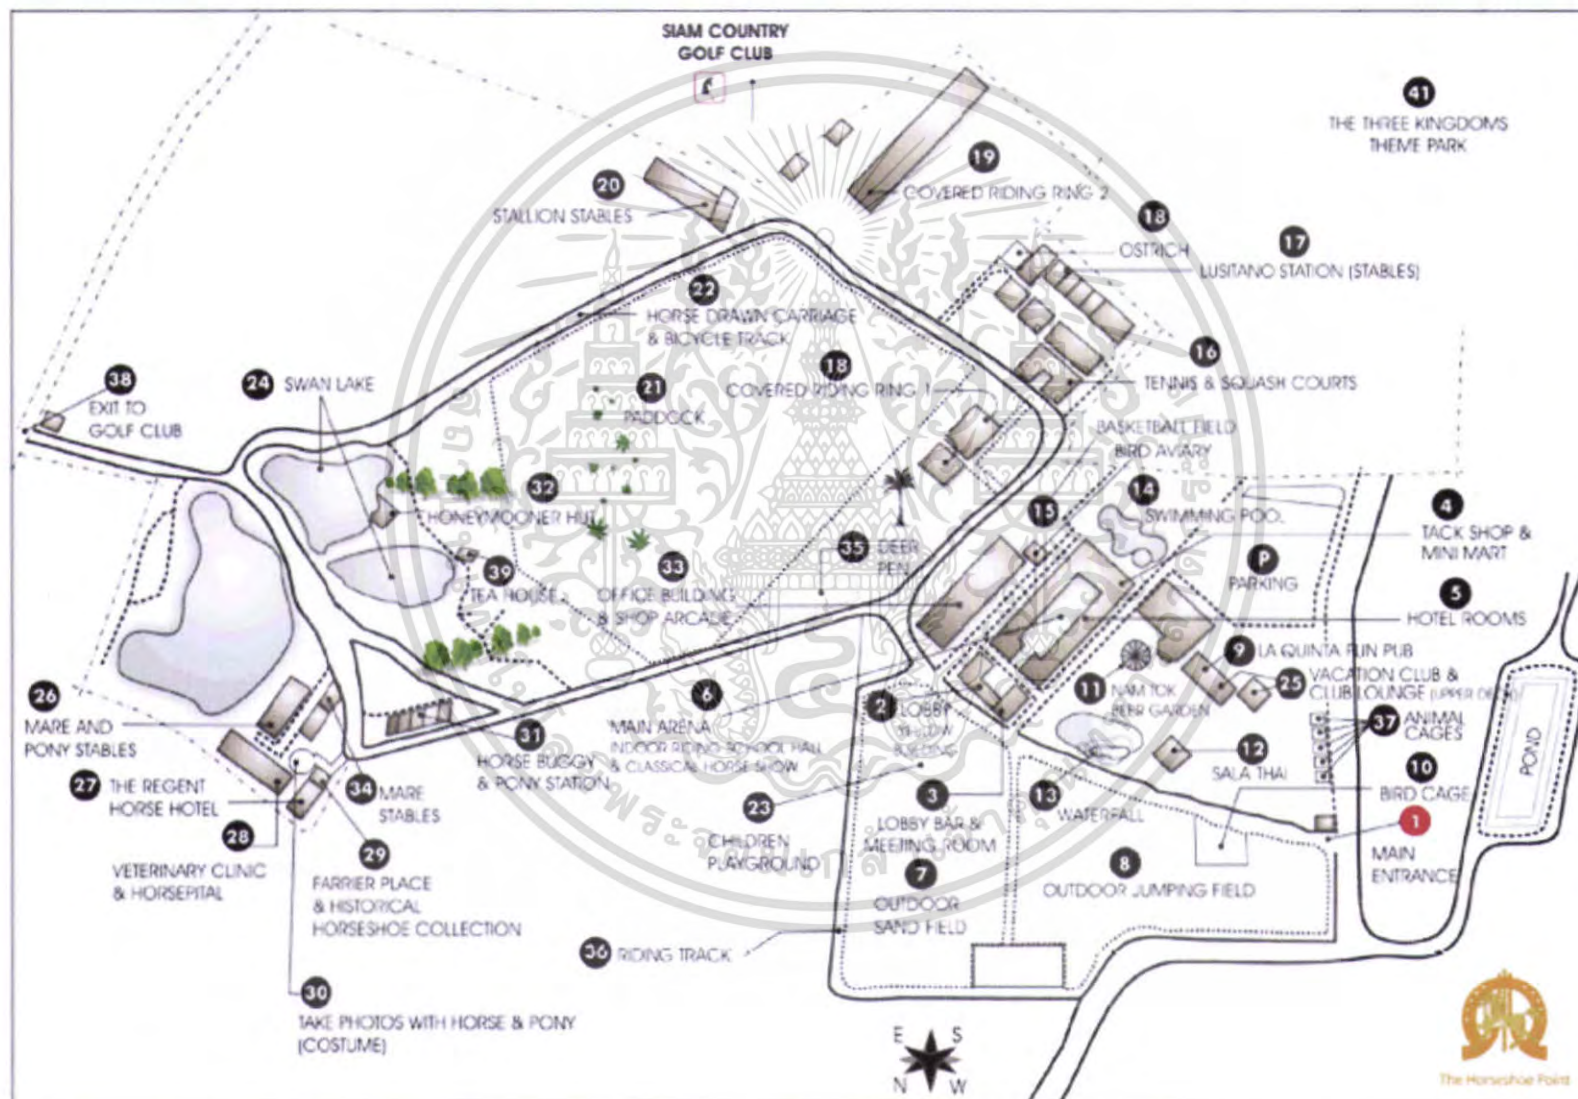 SIAM COUNTRY
GOLF CLUB
41
THE THREE KINGDOMS
THEME PARK
19
COVERED RIDING RING 2
20
STALLION STABLES
18
OSTRICH
17
LUSITANO STATION (STABLES)
22
HORSE DRAWN CARRIAGE
& BICYCLE TRACK
16
TENNIS & SQUASH COURTS
38
EXIT TO
GOLF CLUB
24
SWAN LAKE
21
PADDOCK
18
COVERED RIDING RING 1
BASKETBALL FIELD
BIRD AVIARY
32
HONEYMOONER HUT
14
SWIMMING POOL
15
4
TACK SHOP &
MINI MART
35
DEER
PEN
39
TEA HOUSE
33
OFFICE BUILDING
& SHOP ARCADE
P
PARKING
5
HOTEL ROOMS
9
LA QUINTA FUN PUB
25
VACATION CLUB &
CLUB LOUNGE
11
NAM TOK
BEER GARDEN
26
MARE AND
PONY STABLES
6
MAIN ARENA
INDOOR RIDING SCHOOL HALL
& CLASSICAL HORSE SHOW
2
LOBBY
YELLOW
BUILDING
37
ANIMAL
CAGES
POND
31
HORSE BUGGY
& PONY STATION
12
SALA THAI
10
BIRD CAGE
27
THE REGENT
HORSE HOTEL
34
MARE
STABLES
23
CHILDREN
PLAYGROUND
3
LOBBY BAR &
MEETING ROOM
13
WATERFALL
1
MAIN
ENTRANCE
28
VETERINARY CLINIC
& HORSEPITAL
29
FARRIER PLACE
& HISTORICAL
HORSESHOE COLLECTION
7
OUTDOOR
SAND FIELD
8
OUTDOOR JUMPING FIELD
36
RIDING TRACK
30
TAKE PHOTOS WITH HORSE & PONY
(COSTUME)
E S
N W
The Horseshoe Point